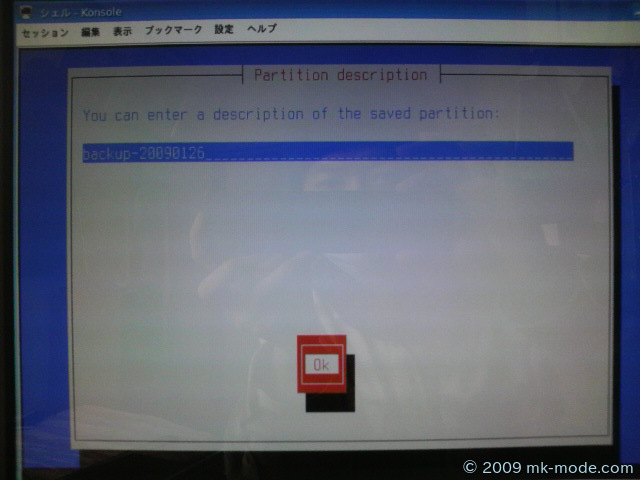 シェル - Konsole
セッション 編集 表示 ブックマーク 設定 ヘルプ
Partition description
You can enter a description of the saved partition:
backup-20090126
Ok
© 2009 mk-mode.com